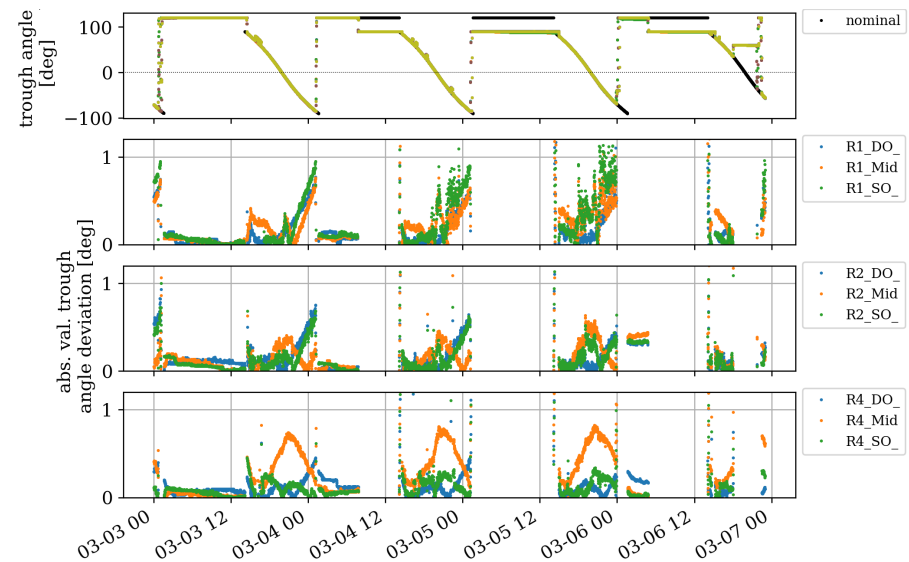 trough angle
[deg]
100
0
−100
nominal
1
0
R1_DO_
R1_Mid
R1_SO_
abs. val. trough
angle deviation [deg]
1
0
R2_DO_
R2_Mid
R2_SO_
1
0
R4_DO_
R4_Mid
R4_SO_
03-03 00
03-03 12
03-04 00
03-04 12
03-05 00
03-05 12
03-06 00
03-06 12
03-07 00